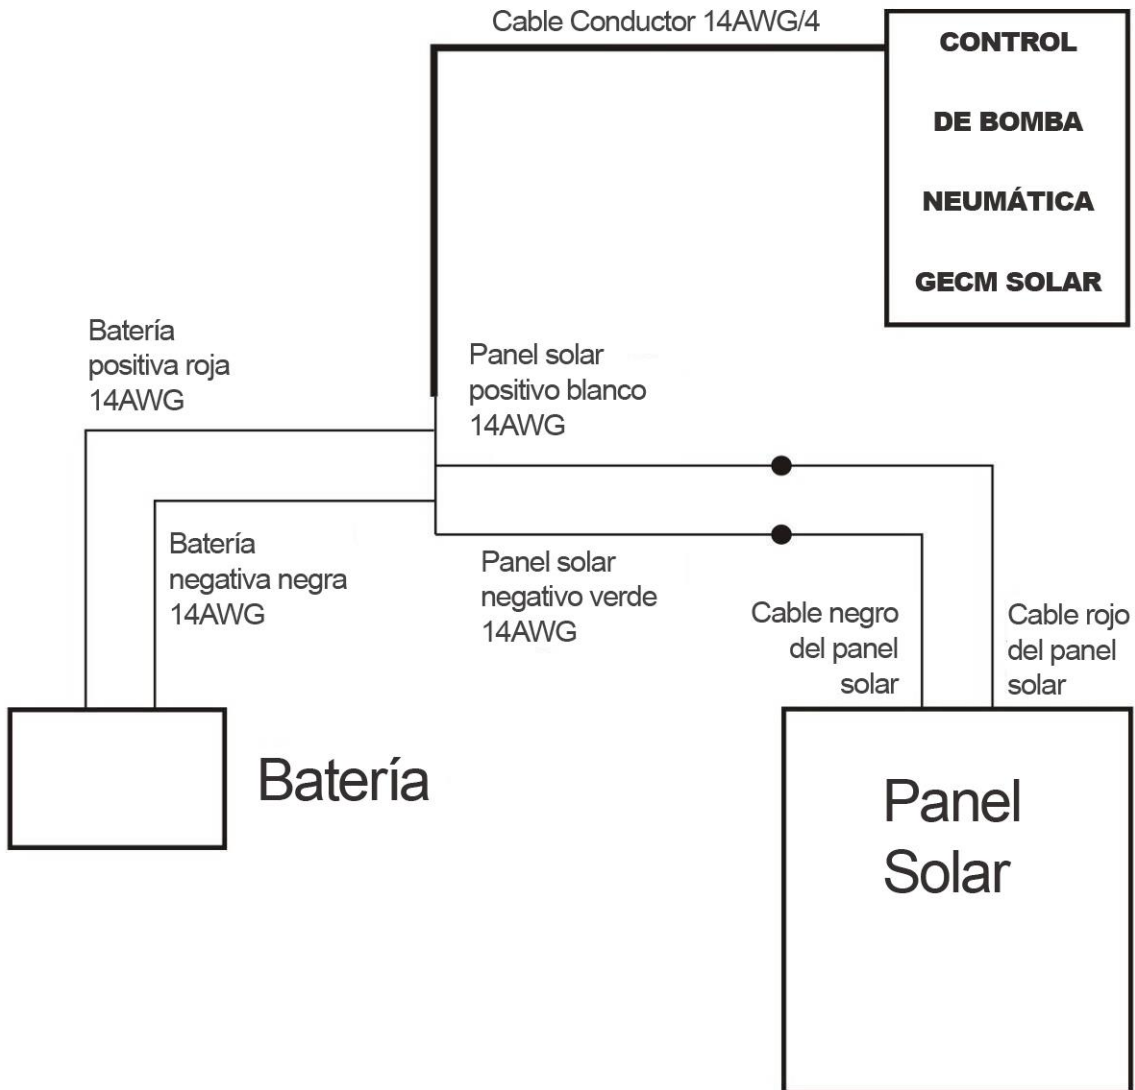 Cable Conductor 14AWG/4
CONTROL
DE BOMBA
NEUMÁTICA
GECM SOLAR
Batería
positiva roja
14AWG
Panel solar
positivo blanco
14AWG
Batería
negativa negra
14AWG
Panel solar
negativo verde
14AWG
Cable negro
del panel
solar
Cable rojo
del panel
solar
Batería
Panel
Solar